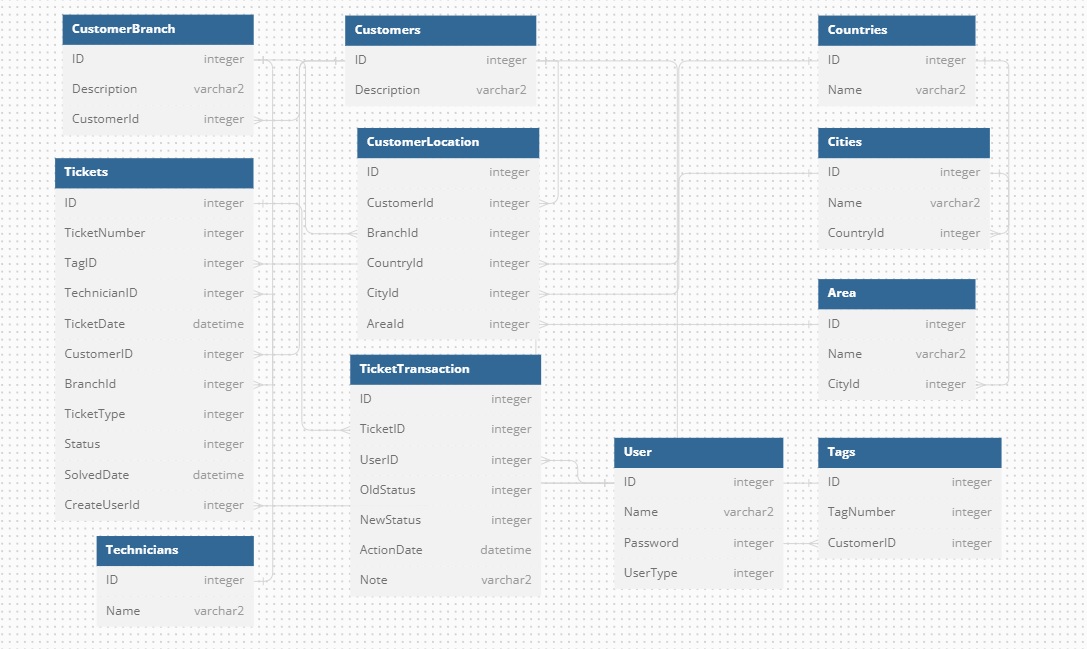 CustomerBranch
ID integer
Description varchar2
CustomerId integer
Customers
ID integer
Description varchar2
Countries
ID integer
Name varchar2
CustomerLocation
ID integer
CustomerId integer
BranchId integer
CountryId integer
CityId integer
AreaId integer
Cities
ID integer
Name varchar2
CountryId integer
Tickets
ID integer
TicketNumber integer
TagID integer
TechnicianID integer
TicketDate datetime
CustomerID integer
BranchId integer
TicketType integer
Status integer
SolvedDate datetime
CreateUserId integer
Area
ID integer
Name varchar2
CityId integer
TicketTransaction
ID integer
TicketID integer
UserID integer
OldStatus integer
NewStatus integer
ActionDate datetime
Note varchar2
User
ID integer
Name varchar2
Password integer
UserType integer
Tags
ID integer
TagNumber integer
CustomerID integer
Technicians
ID integer
Name varchar2